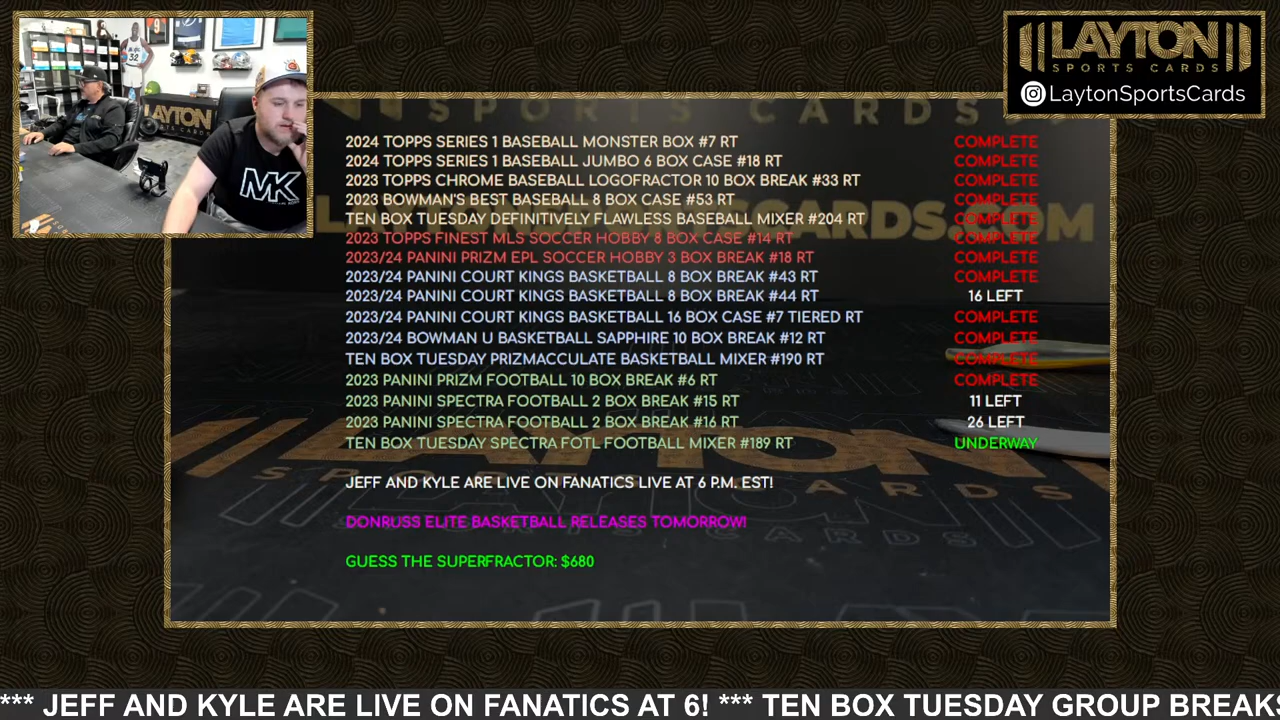 LAYTON
SPORTS CARDS
LaytonSportsCards
32
LAYTON
SPORTS CARDS
MK
SPORTS CARDS
2024 TOPPS SERIES 1 BASEBALL MONSTER BOX #7 RT COMPLETE
2024 TOPPS SERIES 1 BASEBALL JUMBO 6 BOX CASE #18 RT COMPLETE
2023 TOPPS CHROME BASEBALL LOGOFRACTOR 10 BOX BREAK #33 RT COMPLETE
2023 BOWMAN'S BEST BASEBALL 8 BOX CASE #53 RT COMPLETE
TEN BOX TUESDAY DEFINITIVELY FLAWLESS BASEBALL MIXER #204 RT COMPLETE
2023 TOPPS FINEST MLS SOCCER HOBBY 8 BOX CASE #14 RT COMPLETE
2023/24 PANINI PRIZM EPL SOCCER HOBBY 3 BOX BREAK #18 RT COMPLETE
2023/24 PANINI COURT KINGS BASKETBALL 8 BOX BREAK #43 RT COMPLETE
2023/24 PANINI COURT KINGS BASKETBALL 8 BOX BREAK #44 RT 16 LEFT
2023/24 PANINI COURT KINGS BASKETBALL 16 BOX CASE #7 TIERED RT COMPLETE
2023/24 BOWMAN U BASKETBALL SAPPHIRE 10 BOX BREAK #12 RT COMPLETE
TEN BOX TUESDAY PRIZMACCULATE BASKETBALL MIXER #190 RT COMPLETE
2023 PANINI PRIZM FOOTBALL 10 BOX BREAK #6 RT COMPLETE
2023 PANINI SPECTRA FOOTBALL 2 BOX BREAK #15 RT 11 LEFT
2023 PANINI SPECTRA FOOTBALL 2 BOX BREAK #16 RT 26 LEFT
TEN BOX TUESDAY SPECTRA FOTL FOOTBALL MIXER #189 RT UNDERWAY
JEFF AND KYLE ARE LIVE ON FANATICS LIVE AT 6 P.M. EST!
DONRUSS ELITE BASKETBALL RELEASES TOMORROW!
GUESS THE SUPERFRACTOR: $680
*** JEFF AND KYLE ARE LIVE ON FANATICS AT 6! *** TEN BOX TUESDAY GROUP BREAKS